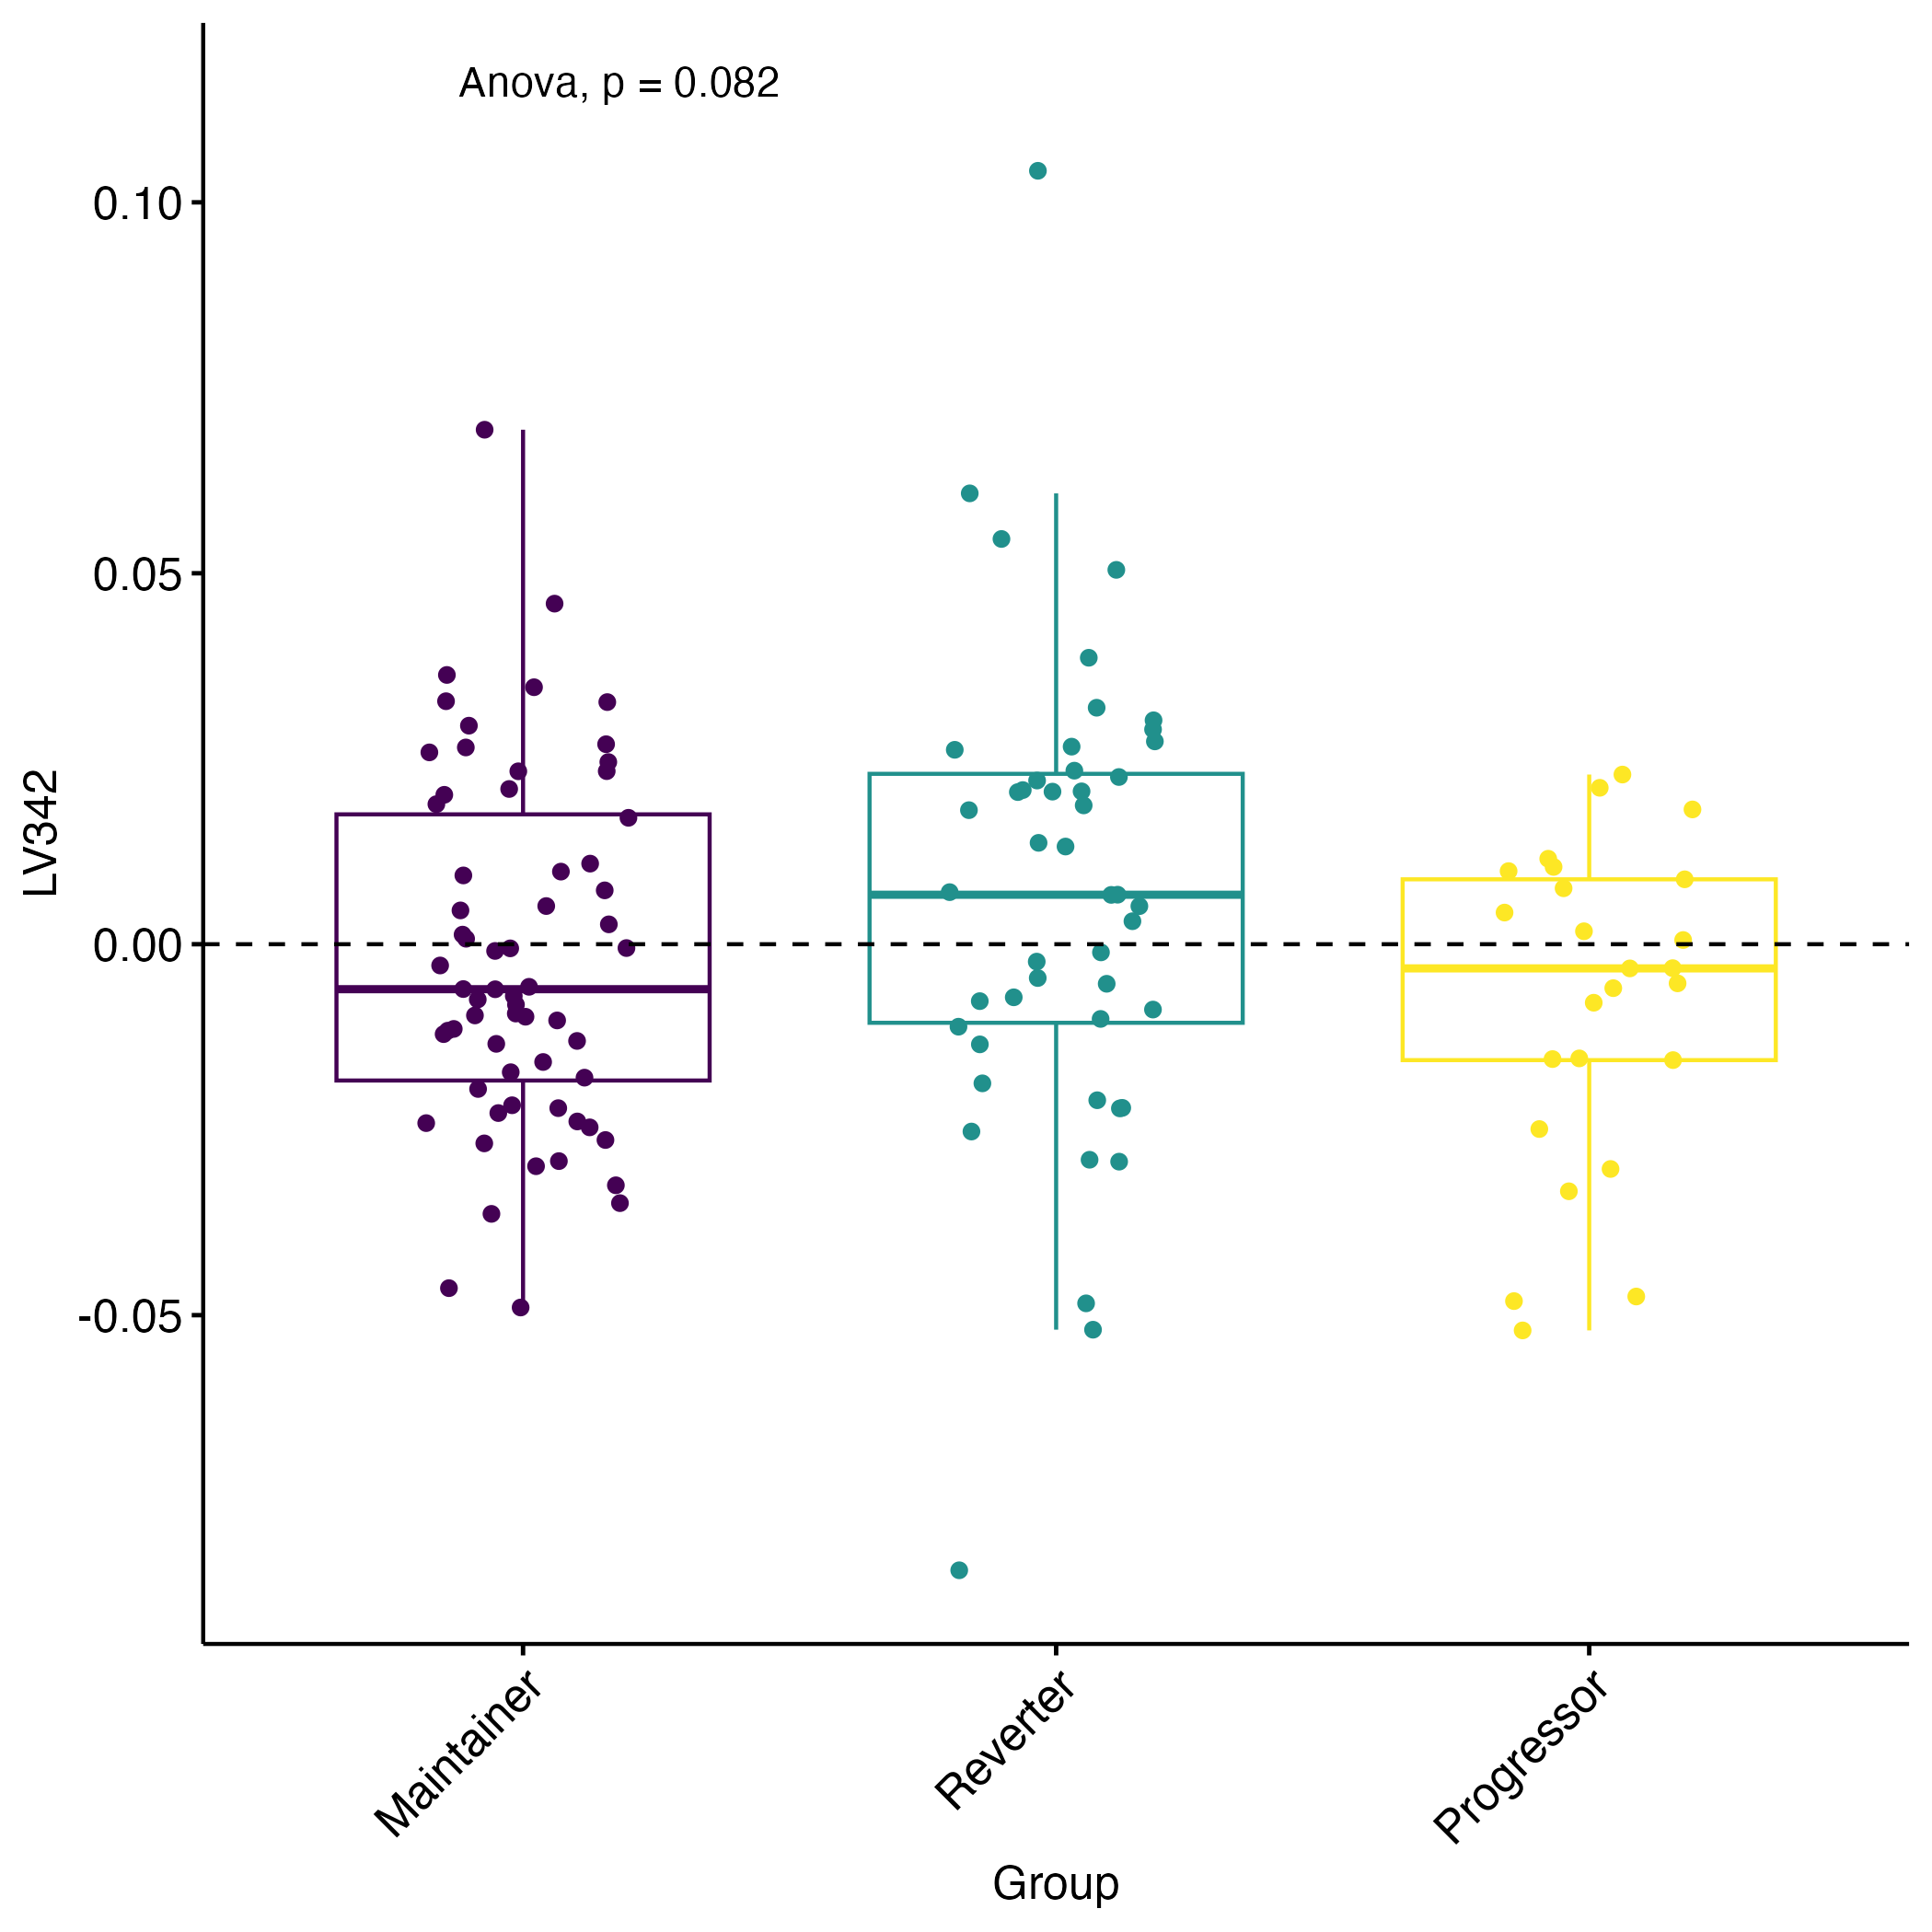 Anova, p = 0.082
0.10
0.05
0.00
-0.05
LV342
Maintainer
Reverter
Progressor
Group